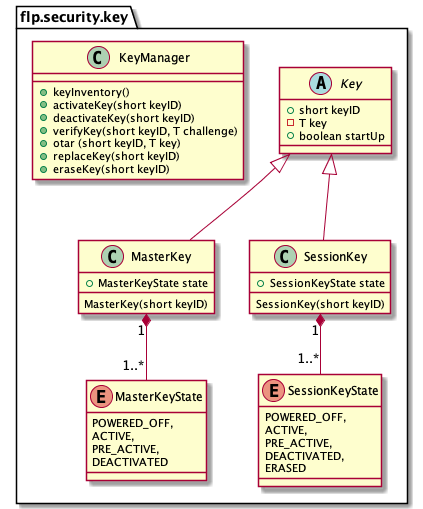 flp.security.key
C KeyManager
keyInventory()
activateKey(short keyID)
deactivateKey(short keyID)
verifyKey(short keyID, T challenge)
otar (short keyID, T key)
replaceKey(short keyID)
eraseKey(short keyID)
A Key
short keyID
T key
boolean startUp
C MasterKey
MasterKeyState state
MasterKey(short keyID)
C SessionKey
SessionKeyState state
SessionKey(short keyID)
1
1..*
1
1..*
E MasterKeyState
POWERED_OFF,
ACTIVE,
PRE_ACTIVE,
DEACTIVATED
E SessionKeyState
POWERED_OFF,
ACTIVE,
PRE_ACTIVE,
DEACTIVATED,
ERASED